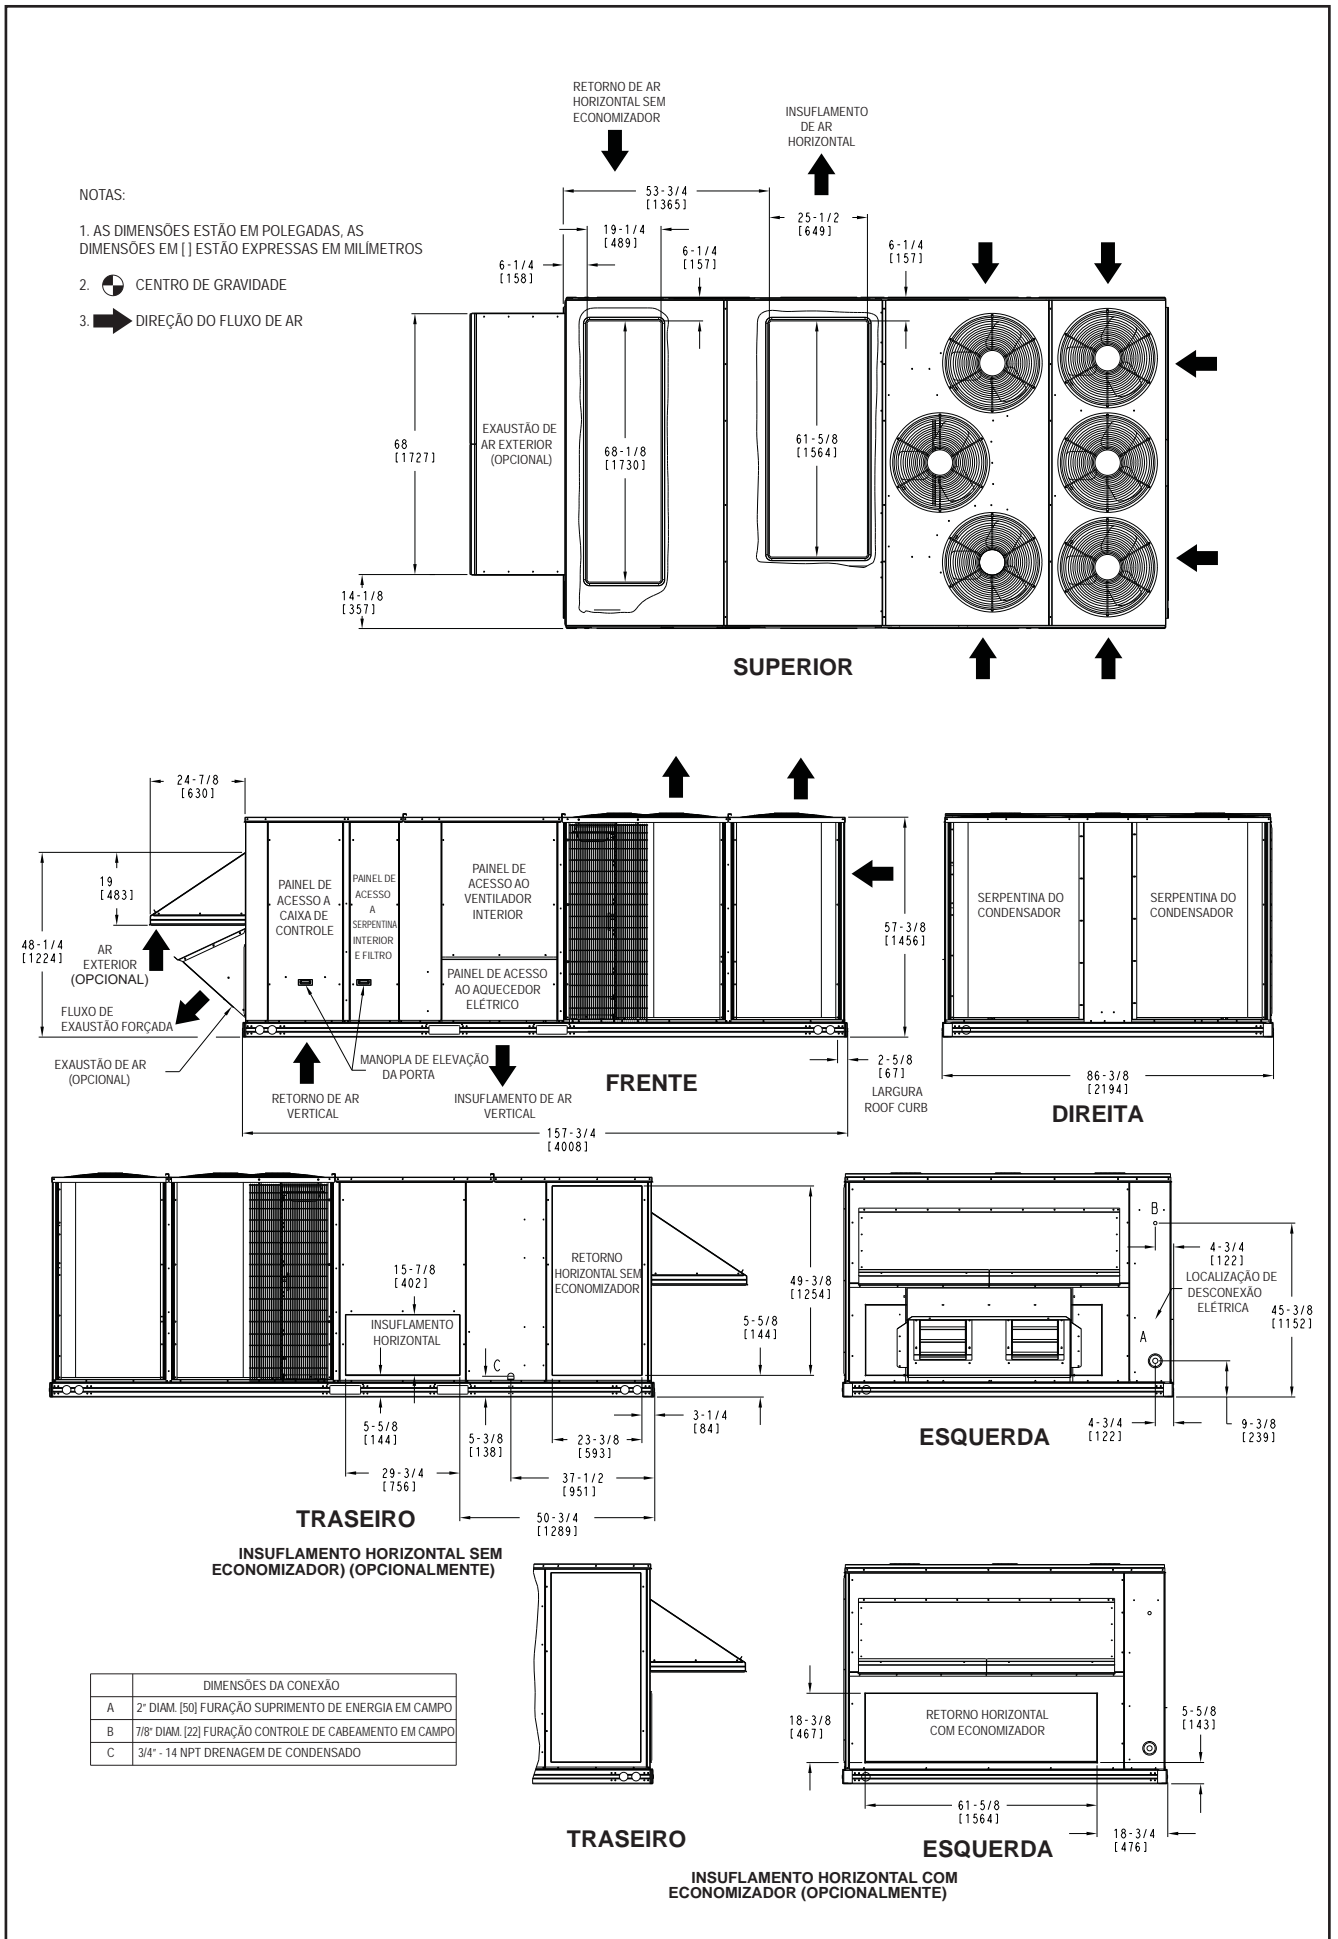 RETORNO DE AR
HORIZONTAL SEM
ECONOMIZADOR
INSUFLAMENTO
DE AR
HORIZONTAL
NOTAS:
1. AS DIMENSÕES ESTÃO EM POLEGADAS, AS
DIMENSÕES EM [ ] ESTÃO EXPRESSAS EM MILÍMETROS
2. CENTRO DE GRAVIDADE
3. DIREÇÃO DO FLUXO DE AR
53-3/4
[1365]
25-1/2
[649]
19-1/4
[489]
6-1/4
[157]
6-1/4
[157]
6-1/4
[158]
EXAUSTÃO DE
AR EXTERIOR
(OPCIONAL)
68
[1727]
68-1/8
[1730]
61-5/8
[1564]
14-1/8
[357]
SUPERIOR
24-7/8
[630]
19
[483]
48-1/4
[1224]
AR
EXTERIOR
(OPCIONAL)
FLUXO DE
EXAUSTÃO FORÇADA
EXAUSTÃO DE AR
(OPCIONAL)
PAINEL DE
ACESSO A
CAIXA DE
CONTROLE
PAINEL DE
ACESSO
A
SERPENTINA
INTERIOR
E FILTRO
PAINEL DE
ACESSO AO
VENTILADOR
INTERIOR
PAINEL DE ACESSO
AO AQUECEDOR
ELÉTRICO
57-3/8
[1456]
MANOPLA DE ELEVAÇÃO
DA PORTA
RETORNO DE AR
VERTICAL
INSUFLAMENTO DE AR
VERTICAL
FRENTE
2-5/8
[67]
LARGURA
ROOF CURB
157-3/4
[4008]
SERPENTINA DO
CONDENSADOR
SERPENTINA DO
CONDENSADOR
86-3/8
[2194]
DIREITA
15-7/8
[402]
INSUFLAMENTO
HORIZONTAL
RETORNO
HORIZONTAL SEM
ECONOMIZADOR
C
49-3/8
[1254]
5-5/8
[144]
5-5/8
[144]
5-3/8
[138]
3-1/4
[84]
23-3/8
[593]
29-3/4
[756]
37-1/2
[951]
50-3/4
[1289]
TRASEIRO
INSUFLAMENTO HORIZONTAL SEM
ECONOMIZADOR) (OPCIONALMENTE)
B
4-3/4
[122]
LOCALIZAÇÃO DE
DESCONEXÃO
ELÉTRICA
A
45-3/8
[1152]
4-3/4
[122]
9-3/8
[239]
ESQUERDA
DIMENSÕES DA CONEXÃO
A 2" DIAM. [50] FURAÇÃO SUPRIMENTO DE ENERGIA EM CAMPO
B 7/8" DIAM. [22] FURAÇÃO CONTROLE DE CABEAMENTO EM CAMPO
C 3/4" - 14 NPT DRENAGEM DE CONDENSADO
TRASEIRO
18-3/8
[467]
RETORNO HORIZONTAL
COM ECONOMIZADOR
5-5/8
[143]
61-5/8
[1564]
18-3/4
[476]
ESQUERDA
INSUFLAMENTO HORIZONTAL COM
ECONOMIZADOR (OPCIONALMENTE)